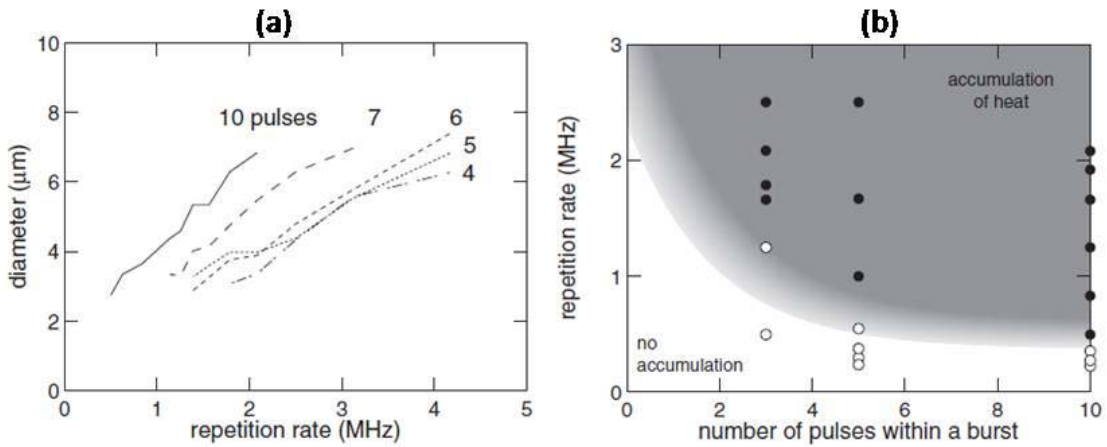 (a)
10
8
6
4
2
0
diameter (μm)
10 pulses
7
6
5
4
0
1
2
3
4
5
repetition rate (MHz)
(b)
3
2
1
0
repetition rate (MHz)
accumulation
of heat
no
accumulation
0
2
4
6
8
10
number of pulses within a burst